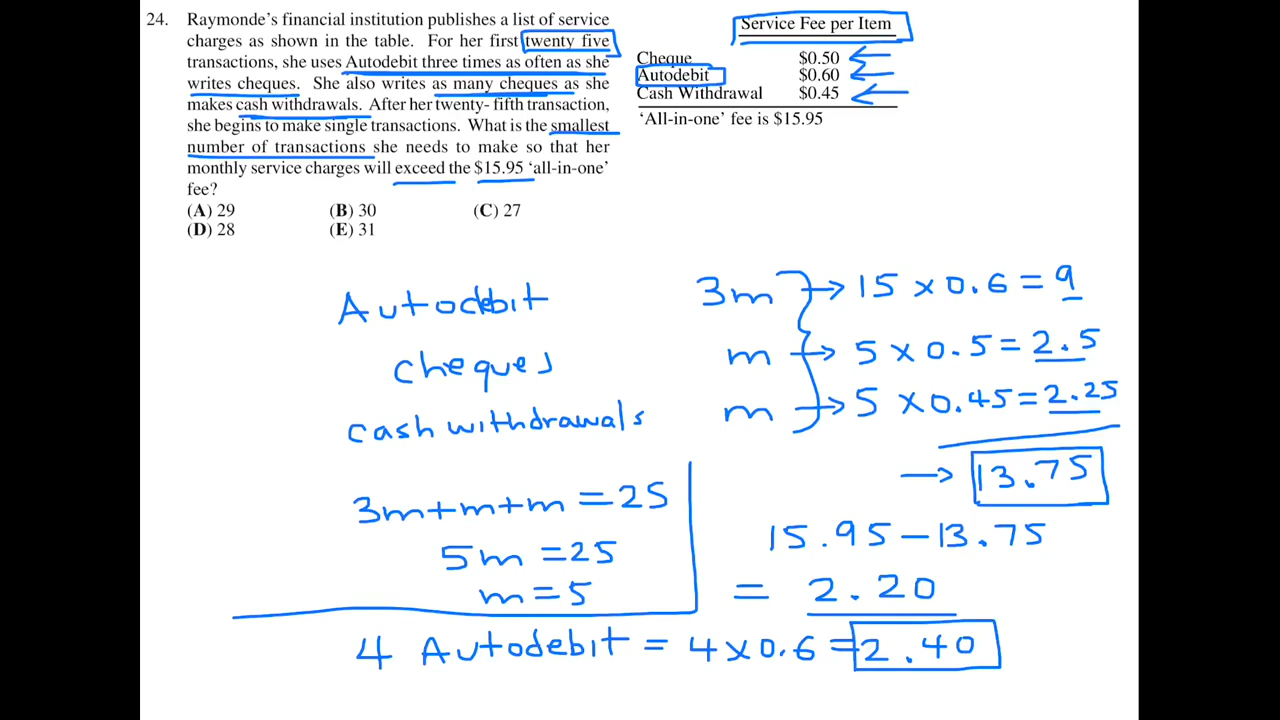 24. Raymonde's financial institution publishes a list of service
charges as shown in the table. For her first twenty five
transactions, she uses Autodebit three times as often as she
writes cheques. She also writes as many cheques as she
makes cash withdrawals. After her twenty- fifth transaction,
she begins to make single transactions. What is the smallest
number of transactions she needs to make so that her
monthly service charges will exceed the $15.95 'all-in-one'
fee?
(A) 29 (B) 30 (C) 27
(D) 28 (E) 31
Service Fee per Item
Cheque $0.50
Autodebit $0.60
Cash Withdrawal $0.45
'All-in-one' fee is $15.95
Autodebit 3m → 15 × 0.6 = 9
cheques m → 5 × 0.5 = 2.5
cash withdrawals m → 5 × 0.45 = 2.25
→ 13.75
3m+m+m = 25
5m = 25
m = 5
15.95 – 13.75
= 2.20
4 Autodebit = 4 × 0.6 = 2.40